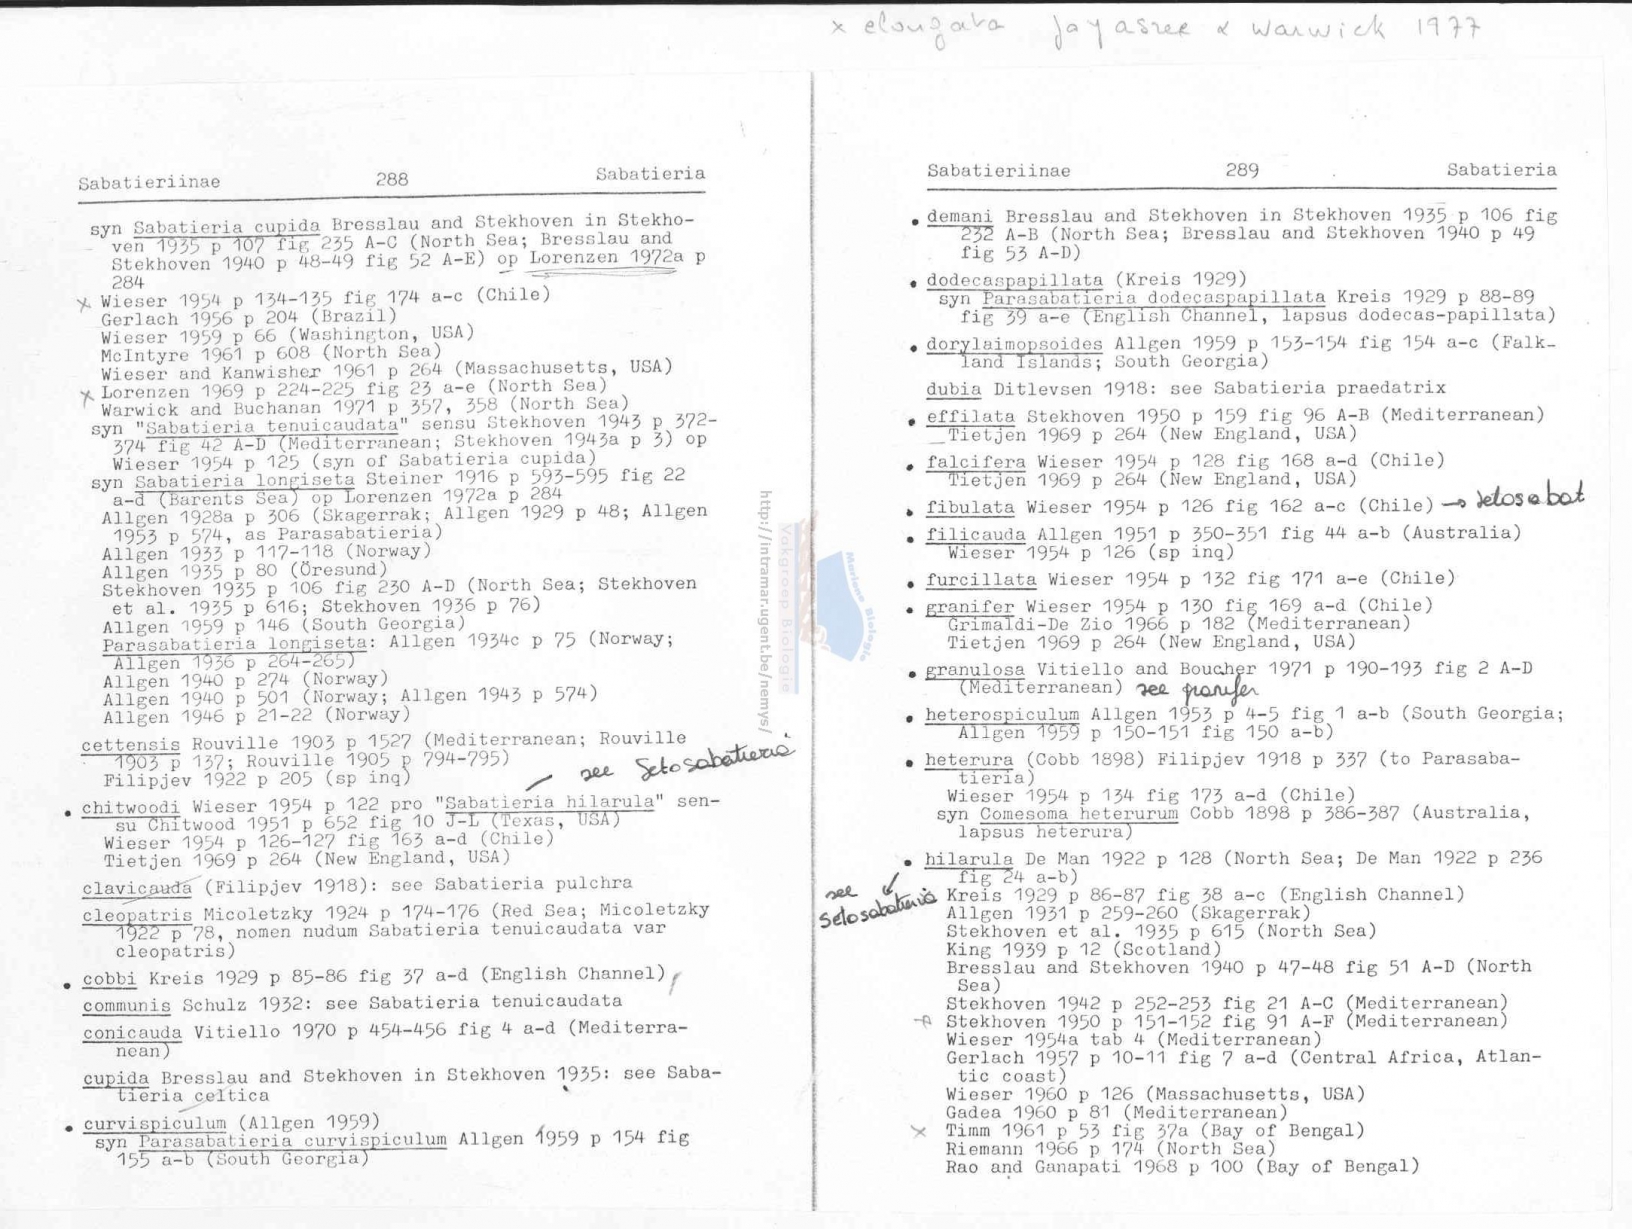 x elongata Jayasree & Warwick 1977
Sabatieriinae 288 Sabatieria
syn Sabatieria cupida Bresslau and Stekhoven in Stekho-
ven 1935 p 107 fig 235 A-C (North Sea; Bresslau and
Stekhoven 1940 p 48-49 fig 52 A-E) op Lorenzen 1972a p
284
x Wieser 1954 p 134-135 fig 174 a-c (Chile)
Gerlach 1956 p 204 (Brazil)
Wieser 1959 p 66 (Washington, USA)
McIntyre 1961 p 608 (North Sea)
Wieser and Kanwisher 1961 p 264 (Massachusetts, USA)
x Lorenzen 1969 p 224-225 fig 23 a-e (North Sea)
Warwick and Buchanan 1971 p 357, 358 (North Sea)
syn "Sabatieria tenuicaudata" sensu Stekhoven 1943 p 372-
374 fig 42 A-D (Mediterranean; Stekhoven 1943a p 3) op
Wieser 1954 p 125 (syn of Sabatieria cupida)
syn Sabatieria longiseta Steiner 1916 p 593-595 fig 22
a-d (Barents Sea) op Lorenzen 1972a p 284
Allgen 1928a p 306 (Skagerrak; Allgen 1929 p 48; Allgen
1953 p 574, as Parasabatieria)
Allgen 1933 p 117-118 (Norway)
Allgen 1935 p 80 (Öresund)
Stekhoven 1935 p 106 fig 230 A-D (North Sea; Stekhoven
et al. 1935 p 616; Stekhoven 1936 p 76)
Allgen 1959 p 146 (South Georgia)
Parasabatieria longiseta: Allgen 1934c p 75 (Norway;
Allgen 1936 p 264-265)
Allgen 1940 p 274 (Norway)
Allgen 1940 p 501 (Norway; Allgen 1943 p 574)
Allgen 1946 p 21-22 (Norway)
cettensis Rouville 1903 p 1527 (Mediterranean; Rouville
1903 p 137; Rouville 1905 p 794-795)
Filipjev 1922 p 205 (sp inq)
see Setosabatieria
• chitwoodi Wieser 1954 p 122 pro "Sabatieria hilarula" sen-
su Chitwood 1951 p 652 fig 10 J-L (Texas, USA)
Wieser 1954 p 126-127 fig 163 a-d (Chile)
Tietjen 1969 p 264 (New England, USA)
clavicauda (Filipjev 1918): see Sabatieria pulchra
cleopatris Micoletzky 1924 p 174-176 (Red Sea; Micoletzky
1922 p 78, nomen nudum Sabatieria tenuicaudata var
cleopatris)
• cobbi Kreis 1929 p 85-86 fig 37 a-d (English Channel)
communis Schulz 1932: see Sabatieria tenuicaudata
conicauda Vitiello 1970 p 454-456 fig 4 a-d (Mediterra-
nean)
cupida Bresslau and Stekhoven in Stekhoven 1935: see Saba-
tieria celtica
• curvispiculum (Allgen 1959)
syn Parasabatieria curvispiculum Allgen 1959 p 154 fig
155 a-b (South Georgia)
http://intramar.ugent.be/nemys/
Vakgroep Biologie
Mariene Biologie
Sabatieriinae 289 Sabatieria
• demani Bresslau and Stekhoven in Stekhoven 1935 p 106 fig
232 A-B (North Sea; Bresslau and Stekhoven 1940 p 49
fig 53 A-D)
• dodecaspapillata (Kreis 1929)
syn Parasabatieria dodecaspapillata Kreis 1929 p 88-89
fig 39 a-e (English Channel, lapsus dodecas-papillata)
• dorylaimopsoides Allgen 1959 p 153-154 fig 154 a-c (Falk-
land Islands; South Georgia)
dubia Ditlevsen 1918: see Sabatieria praedatrix
• effilata Stekhoven 1950 p 159 fig 96 A-B (Mediterranean)
Tietjen 1969 p 264 (New England, USA)
• falcifera Wieser 1954 p 128 fig 168 a-d (Chile)
Tietjen 1969 p 264 (New England, USA)
• fibulata Wieser 1954 p 126 fig 162 a-c (Chile) → Setosabat
• filicauda Allgen 1951 p 350-351 fig 44 a-b (Australia)
Wieser 1954 p 126 (sp inq)
• furcillata Wieser 1954 p 132 fig 171 a-e (Chile)
• granifer Wieser 1954 p 130 fig 169 a-d (Chile)
Grimaldi-De Zio 1966 p 182 (Mediterranean)
Tietjen 1969 p 264 (New England, USA)
• granulosa Vitiello and Boucher 1971 p 190-193 fig 2 A-D
(Mediterranean) see granifer
• heterospiculum Allgen 1953 p 4-5 fig 1 a-b (South Georgia;
Allgen 1959 p 150-151 fig 150 a-b)
• heterura (Cobb 1898) Filipjev 1918 p 337 (to Parasaba-
tieria)
Wieser 1954 p 134 fig 173 a-d (Chile)
syn Comesoma heterurum Cobb 1898 p 386-387 (Australia,
lapsus heterura)
• hilarula De Man 1922 p 128 (North Sea; De Man 1922 p 236
fig 24 a-b)
see Setosabatieria
Kreis 1929 p 86-87 fig 38 a-c (English Channel)
Allgen 1931 p 259-260 (Skagerrak)
Stekhoven et al. 1935 p 615 (North Sea)
King 1939 p 12 (Scotland)
Bresslau and Stekhoven 1940 p 47-48 fig 51 A-D (North
Sea)
Stekhoven 1942 p 252-253 fig 21 A-C (Mediterranean)
Stekhoven 1950 p 151-152 fig 91 A-F (Mediterranean)
Wieser 1954a tab 4 (Mediterranean)
Gerlach 1957 p 10-11 fig 7 a-d (Central Africa, Atlan-
tic coast)
Wieser 1960 p 126 (Massachusetts, USA)
Gadea 1960 p 81 (Mediterranean)
x Timm 1961 p 53 fig 37a (Bay of Bengal)
Riemann 1966 p 174 (North Sea)
Rao and Ganapati 1968 p 100 (Bay of Bengal)